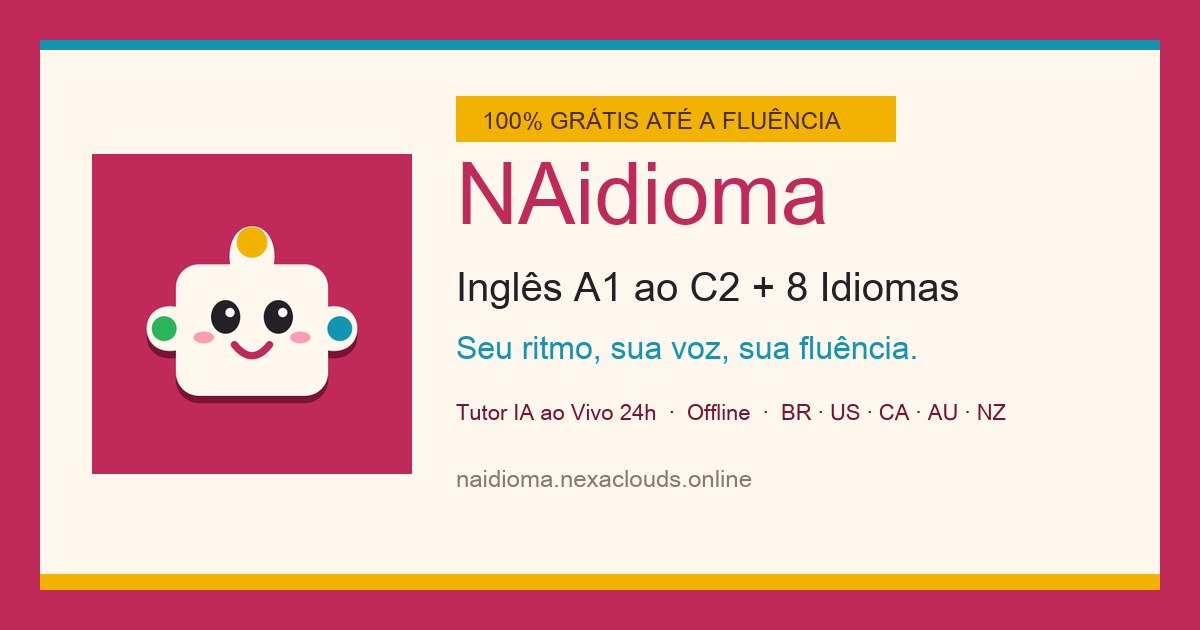 100% GRÁTIS ATÉ A FLUÊNCIA
NAidioma
Inglês A1 ao C2 + 8 Idiomas
Seu ritmo, sua voz, sua fluência.
Tutor IA ao Vivo 24h · Offline · BR · US · CA · AU · NZ
naidioma.nexaclouds.online